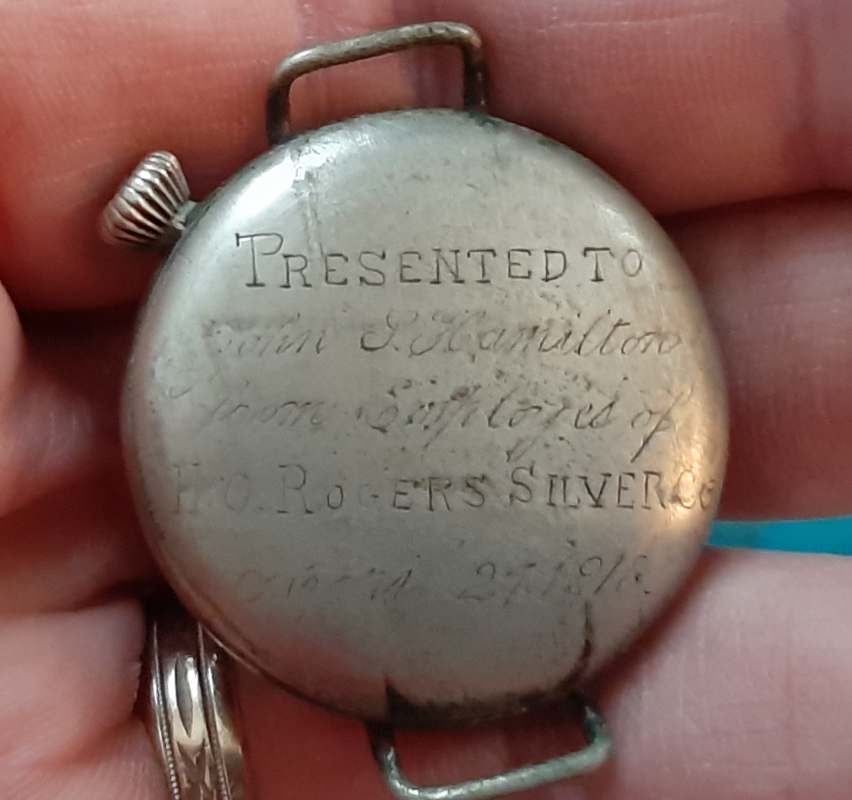 PRESENTED TO
John S. Hamilton
from Employes of
H.O. ROGERS SILVER Co
27, 1918.